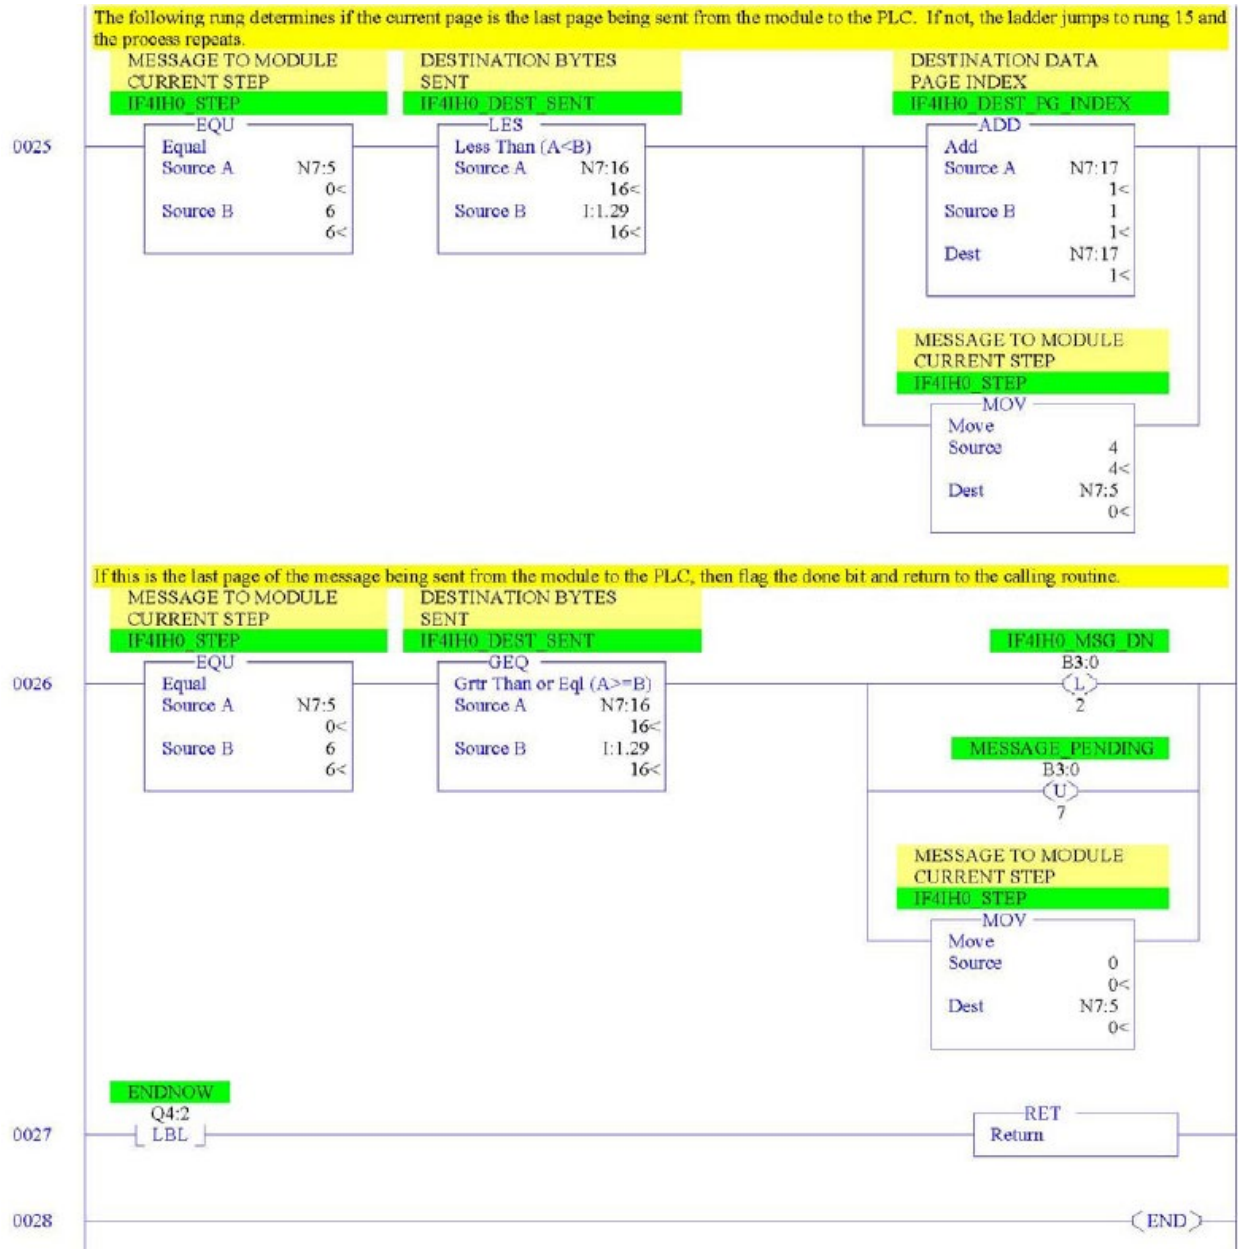 The following rung determines if the current page is the last page being sent from the module to the PLC. If not, the ladder jumps to rung 15 and
the process repeats.
MESSAGE TO MODULE
CURRENT STEP
IF4IH0_STEP
DESTINATION BYTES
SENT
IF4IH0_DEST_SENT
DESTINATION DATA
PAGE INDEX
IF4IH0_DEST_PG_INDEX
0025
EQU
Equal
Source A N7:5
0<
Source B 6
6<
LES
Less Than (A<B)
Source A N7:16
16<
Source B I:1.29
16<
ADD
Add
Source A N7:17
1<
Source B 1
1<
Dest N7:17
1<
MESSAGE TO MODULE
CURRENT STEP
IF4IH0_STEP
MOV
Move
Source 4
4<
Dest N7:5
0<
If this is the last page of the message being sent from the module to the PLC, then flag the done bit and return to the calling routine.
MESSAGE TO MODULE
CURRENT STEP
IF4IH0_STEP
DESTINATION BYTES
SENT
IF4IH0_DEST_SENT
0026
EQU
Equal
Source A N7:5
0<
Source B 6
6<
GEQ
Grtr Than or Eql (A>=B)
Source A N7:16
16<
Source B I:1.29
16<
IF4IH0_MSG_DN
B3:0
L
2
MESSAGE_PENDING
B3:0
U
7
MESSAGE TO MODULE
CURRENT STEP
IF4IH0_STEP
MOV
Move
Source 0
0<
Dest N7:5
0<
ENDNOW
Q4:2
0027
LBL
RET
Return
0028
END